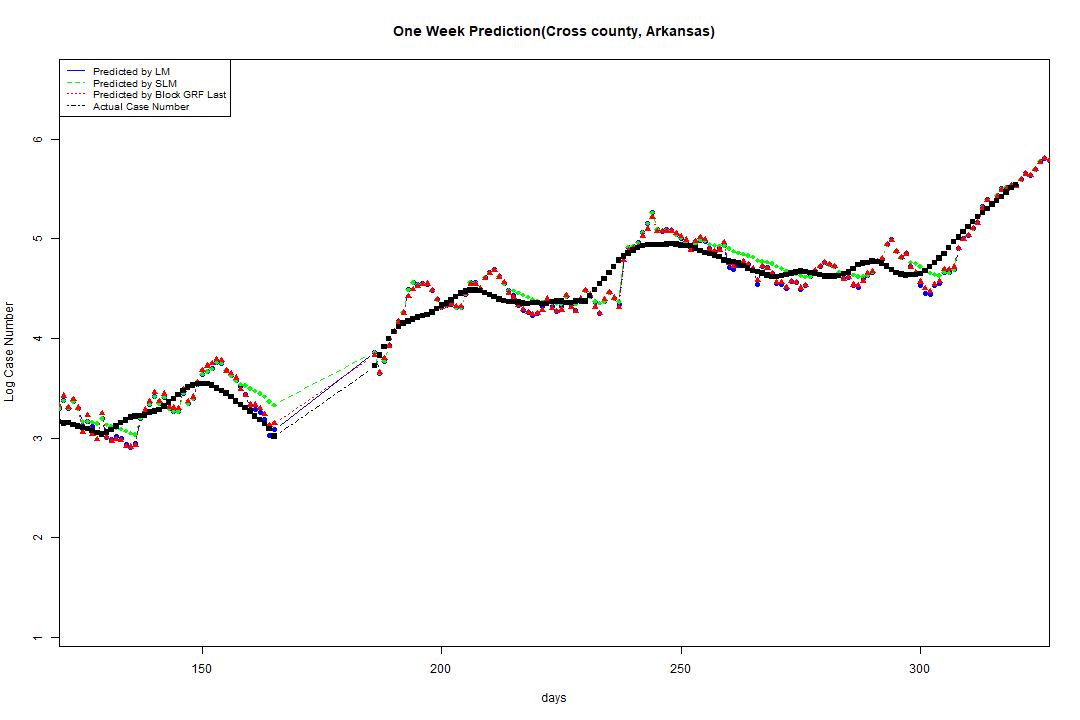 One Week Prediction(Cross county, Arkansas)
Predicted by LM
Predicted by SLM
Predicted by Block GRF Last
Actual Case Number
6
5
4
3
2
1
Log Case Number
150 200 250 300
days